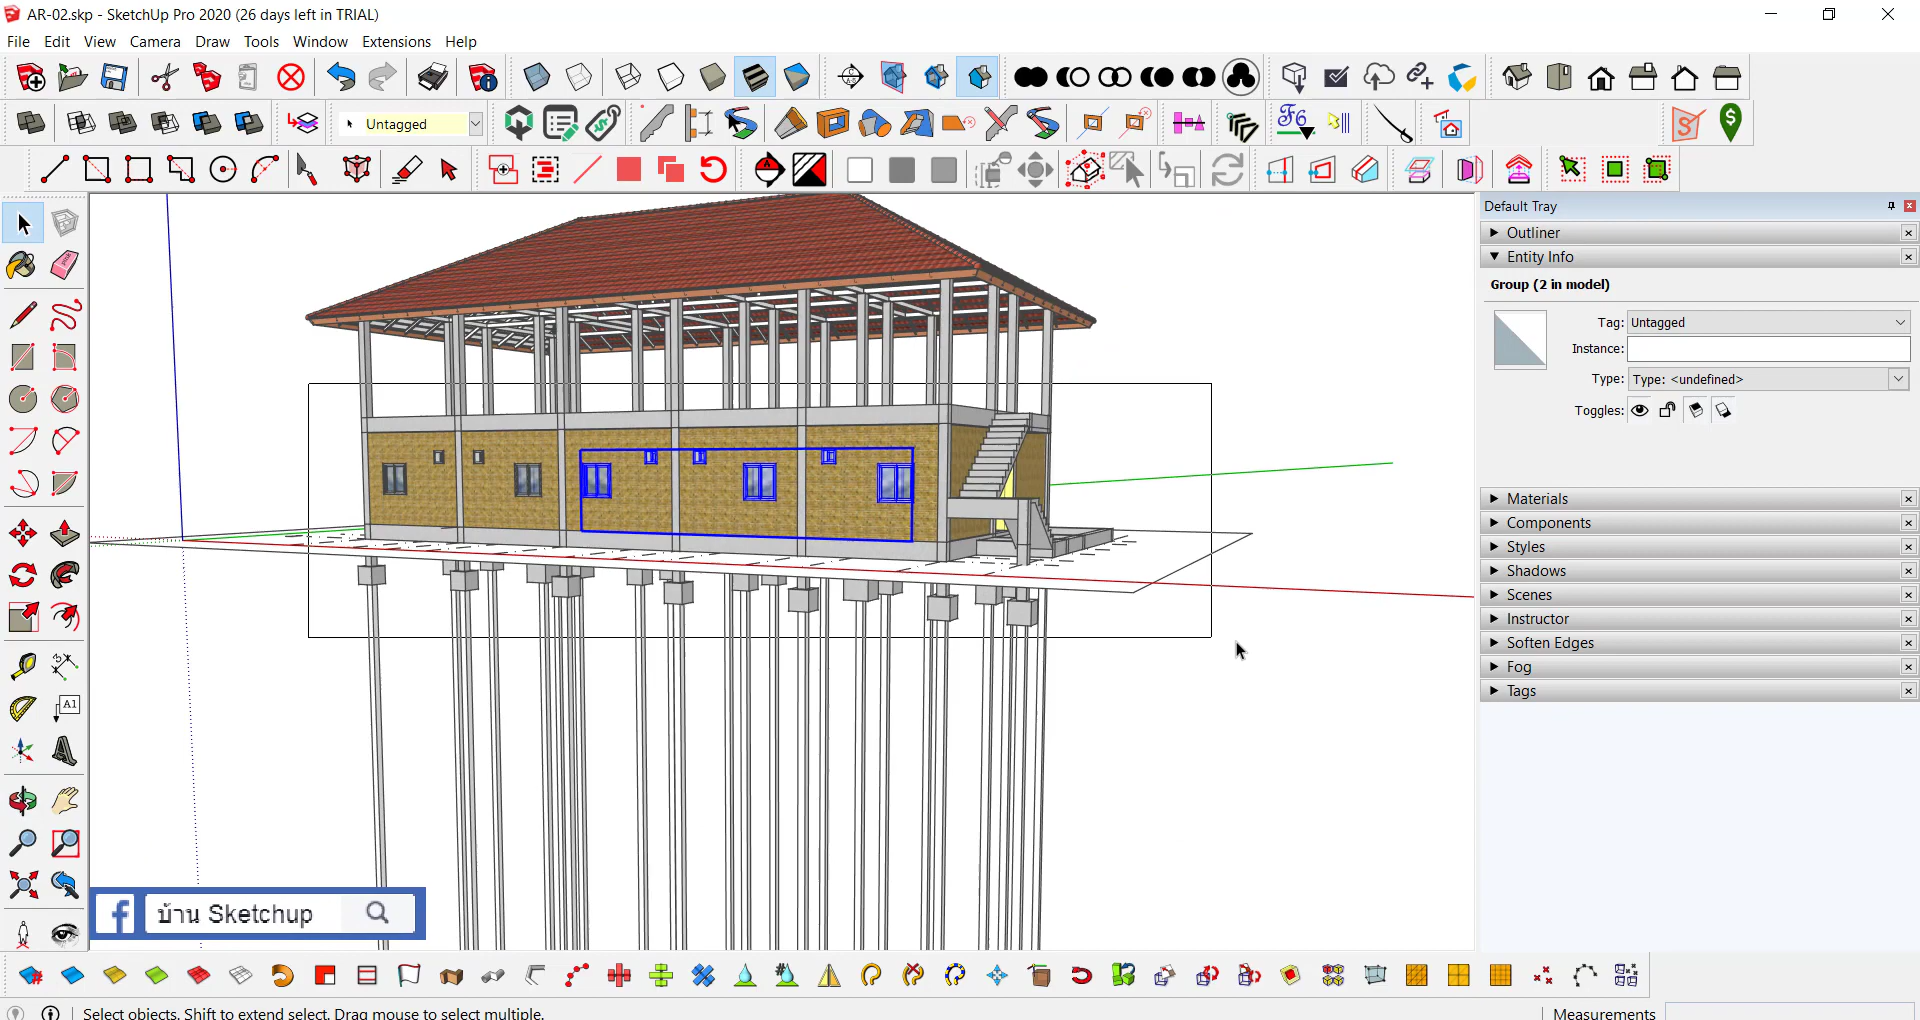 AR-02.skp - SketchUp Pro 2020 (26 days left in TRIAL)
File Edit View Camera Draw Tools Window Extensions Help
Untagged
Default Tray
Outliner
Entity Info
Group (2 in model)
Tag: Untagged
Instance:
Type: Type: <undefined>
Toggles:
Materials
Components
Styles
Shadows
Scenes
Instructor
Soften Edges
Fog
Tags
A1
F6
บ้าน Sketchup
Select objects. Shift to extend select. Drag mouse to select multiple.
Measurements